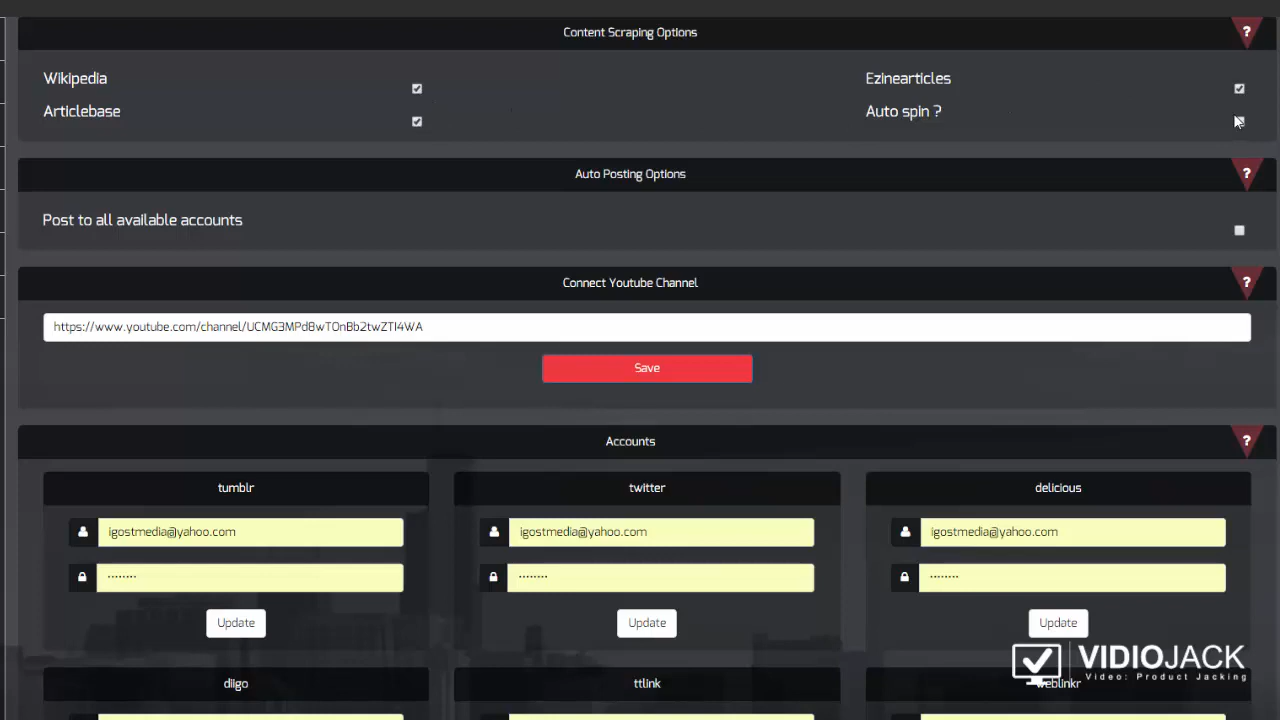 Content Scraping Options ?
Wikipedia Ezinearticles
Articlebase Auto spin ?
Auto Posting Options ?
Post to all available accounts
Connect Youtube Channel ?
https://www.youtube.com/channel/UCMG3MPd8wTOnBb2twZTI4WA
Save
Accounts ?
tumblr twitter delicious
igostmedia@yahoo.com igostmedia@yahoo.com igostmedia@yahoo.com
•••••••• •••••••• ••••••••
Update Update Update
VIDIOJACK
Video: Product Jacking
diigo ttlink weblinkr